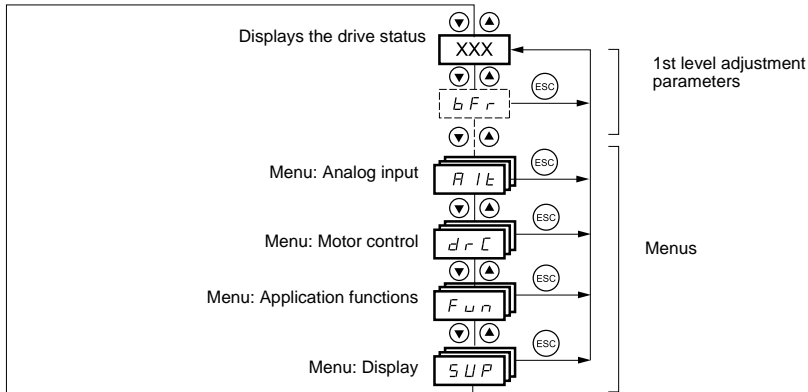 Displays the drive status
XXX
1st level adjustment
parameters
bFr
ESC
Menu: Analog input
AIt
ESC
Menu: Motor control
drC
ESC
Menus
Menu: Application functions
Fun
ESC
Menu: Display
SUP
ESC